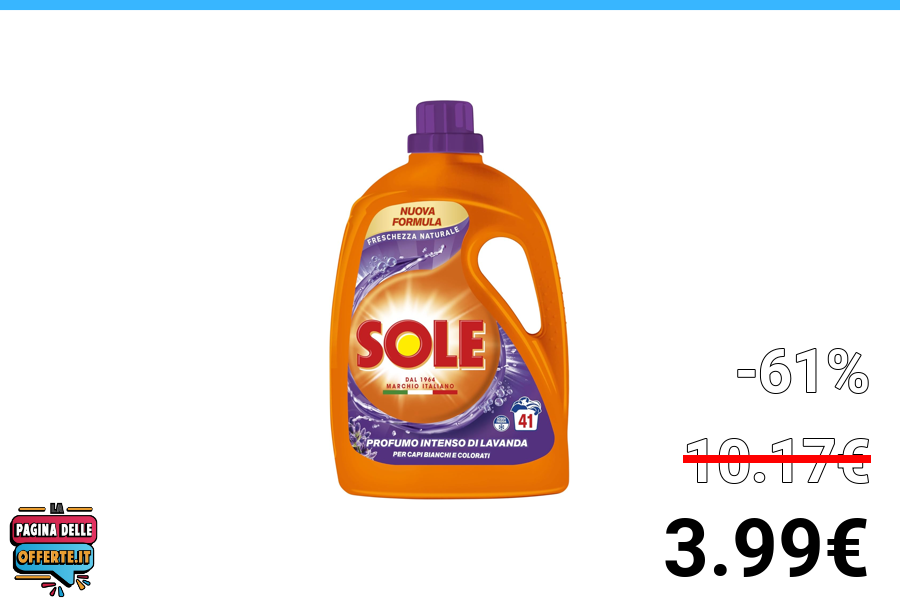 NUOVA
FORMULA
FRESCHEZZA NATURALE
SOLE
DAL 1964
MARCHIO ITALIANO
41
PROFUMO INTENSO DI LAVANDA
PER CAPI BIANCHI E COLORATI
-61%
10.17€
3.99€
LA
PAGINA DELLE
OFFERTE.IT